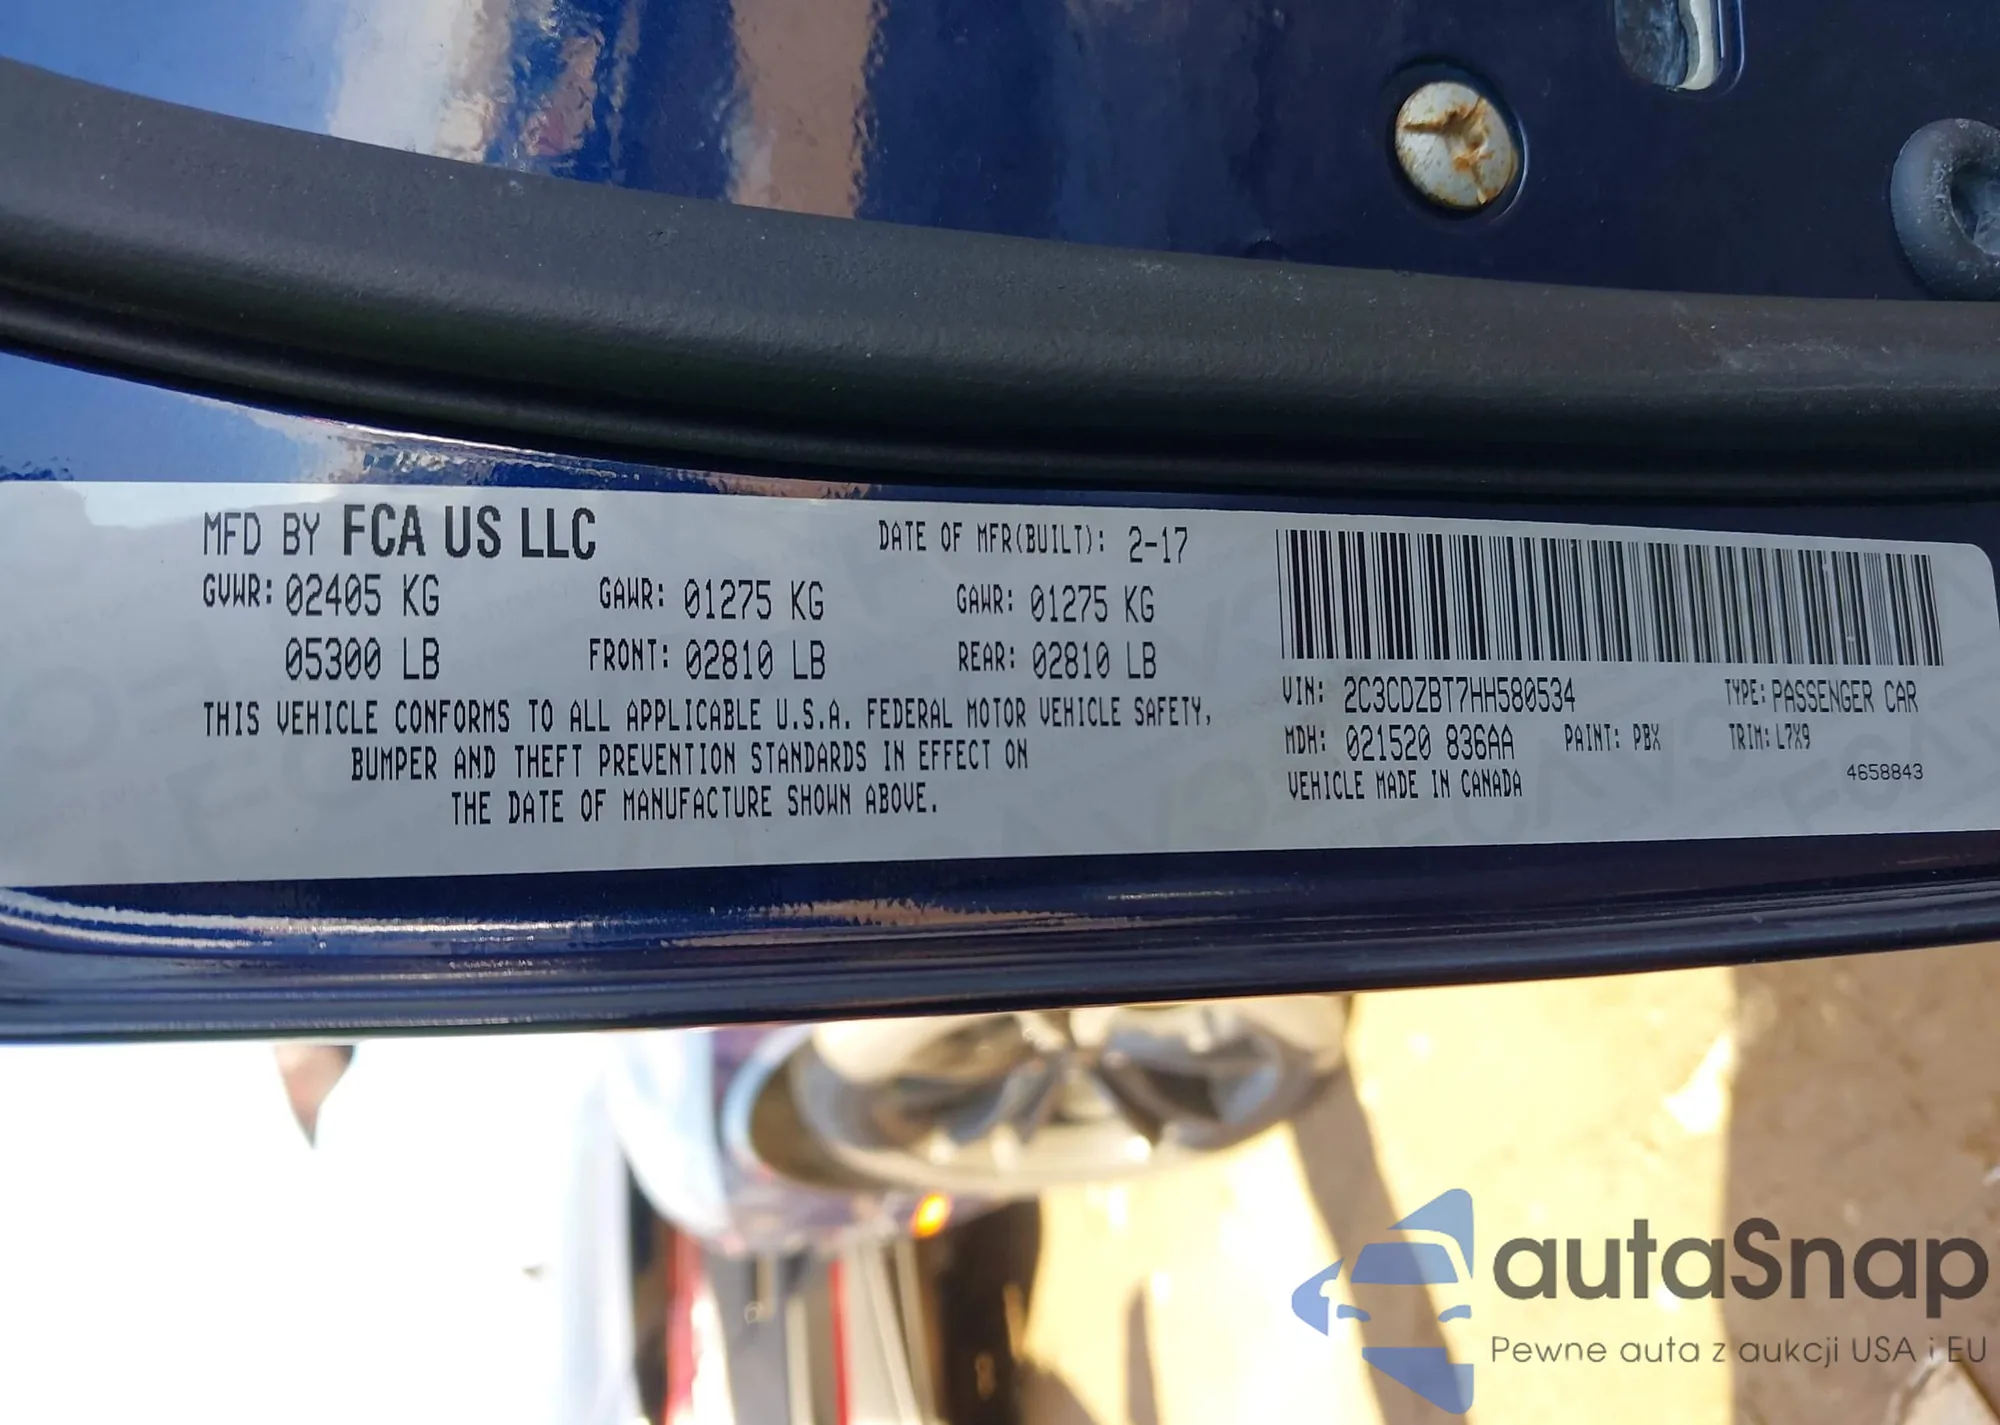 MFD BY FCA US LLC DATE OF MFR(BUILT): 2-17
GVWR: 02405 KG GAWR: 01275 KG GAWR: 01275 KG
05300 LB FRONT: 02810 LB REAR: 02810 LB
THIS VEHICLE CONFORMS TO ALL APPLICABLE U.S.A. FEDERAL MOTOR VEHICLE SAFETY,
BUMPER AND THEFT PREVENTION STANDARDS IN EFFECT ON
THE DATE OF MANUFACTURE SHOWN ABOVE.
VIN: 2C3CDZBT7HH580534 TYPE: PASSENGER CAR
MDH: 021520 836AA PAINT: PBX TRIM: L7X9
VEHICLE MADE IN CANADA
4658843
autaSnap
Pewne auta z aukcji USA i EU